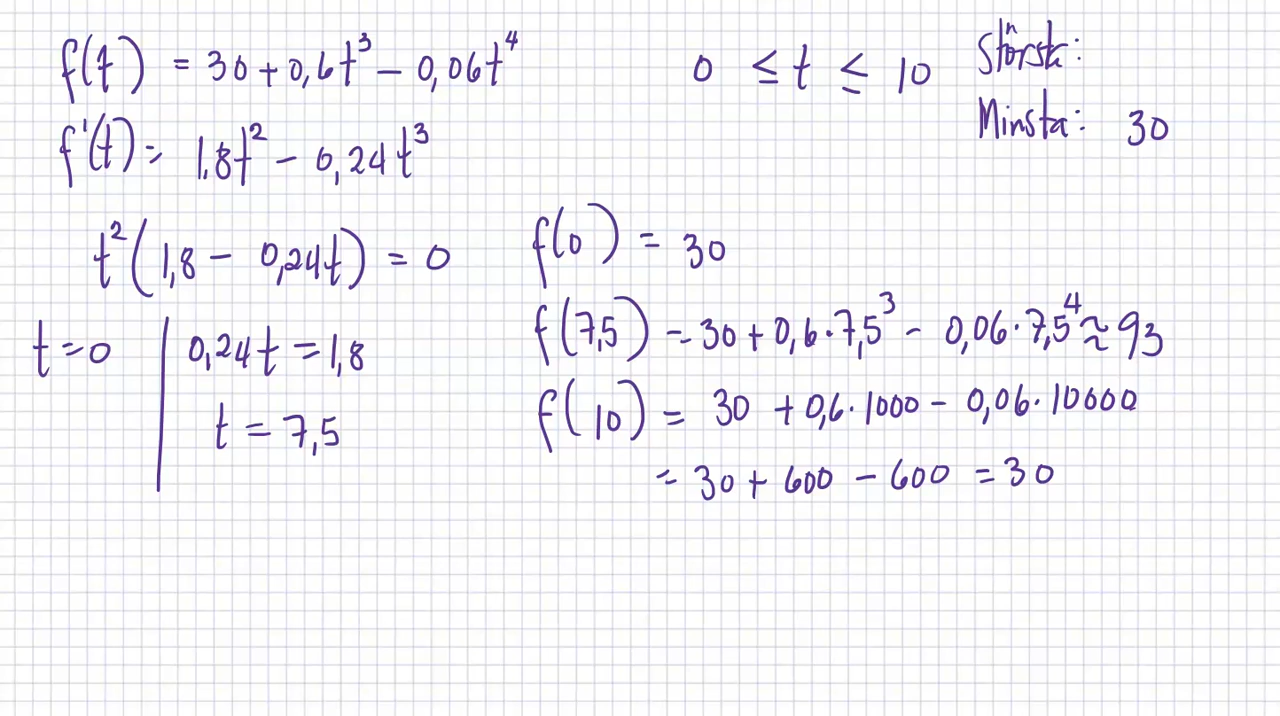 f(t) = 30 + 0,6t³ − 0,06t⁴
0 ≤ t ≤ 10
Största:
Minsta: 30
f'(t) = 1,8t² − 0,24t³
t²(1,8 − 0,24t) = 0
t = 0
0,24t = 1,8
t = 7,5
f(0) = 30
f(7,5) = 30 + 0,6·7,5³ − 0,06·7,5⁴ ≈ 93
f(10) = 30 + 0,6·1000 − 0,06·10000
= 30 + 600 − 600 = 30